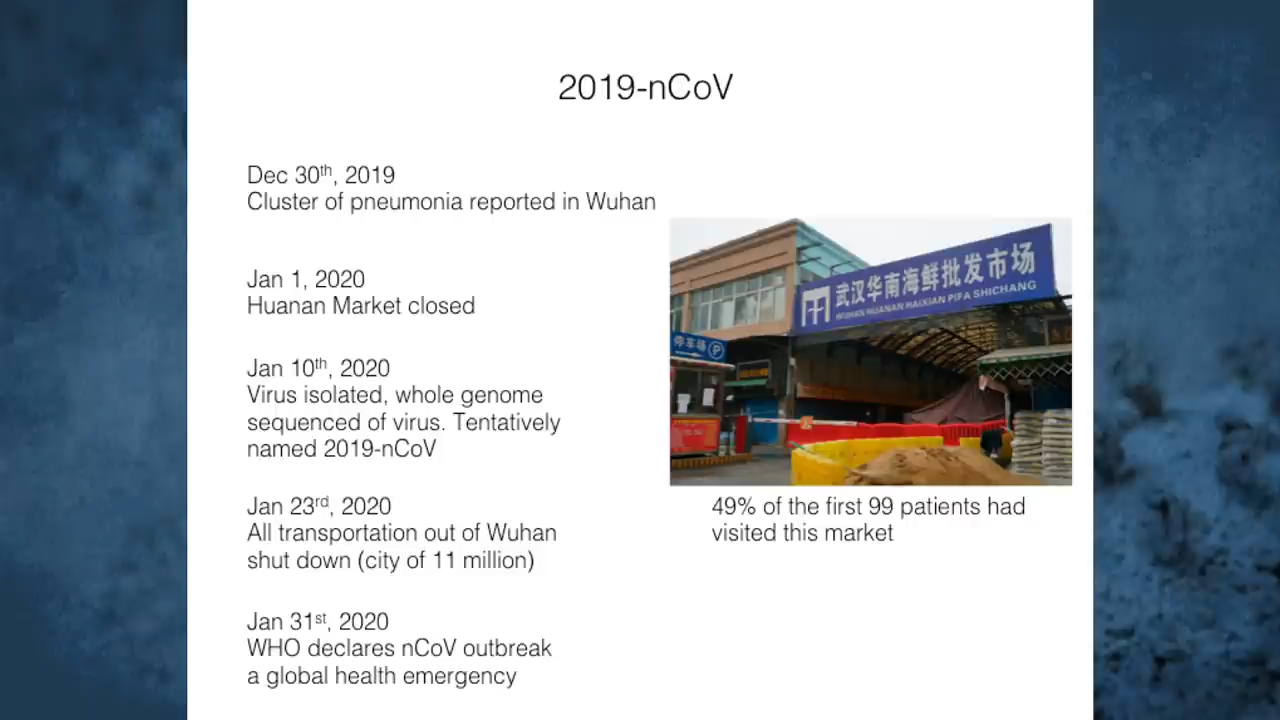 2019-nCoV
Dec 30th, 2019
Cluster of pneumonia reported in Wuhan
Jan 1, 2020
Huanan Market closed
Jan 10th, 2020
Virus isolated, whole genome
sequenced of virus. Tentatively
named 2019-nCoV
Jan 23rd, 2020
All transportation out of Wuhan
shut down (city of 11 million)
Jan 31st, 2020
WHO declares nCoV outbreak
a global health emergency
武汉华南海鲜批发市场
WUHAN HUANAN HAIXIAN PIFA SHICHANG
停车场 P
49% of the first 99 patients had
visited this market